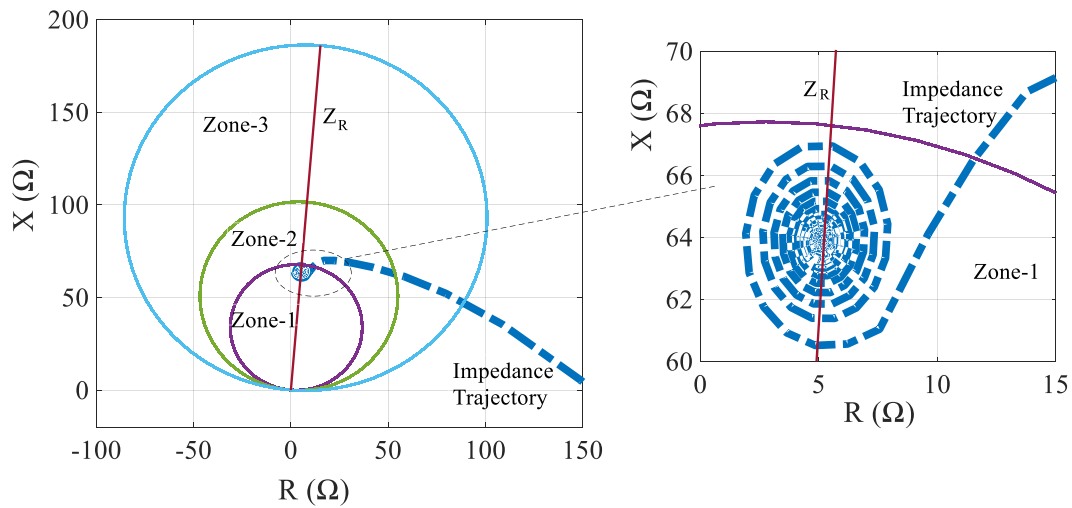 200
150
100
50
0
X (Ω)
-100 -50 0 50 100 150
R (Ω)
Zone-3
Z_R
Zone-2
Zone-1
Impedance
Trajectory
70
68
66
64
62
60
X (Ω)
0 5 10 15
R (Ω)
Z_R
Impedance
Trajectory
Zone-1